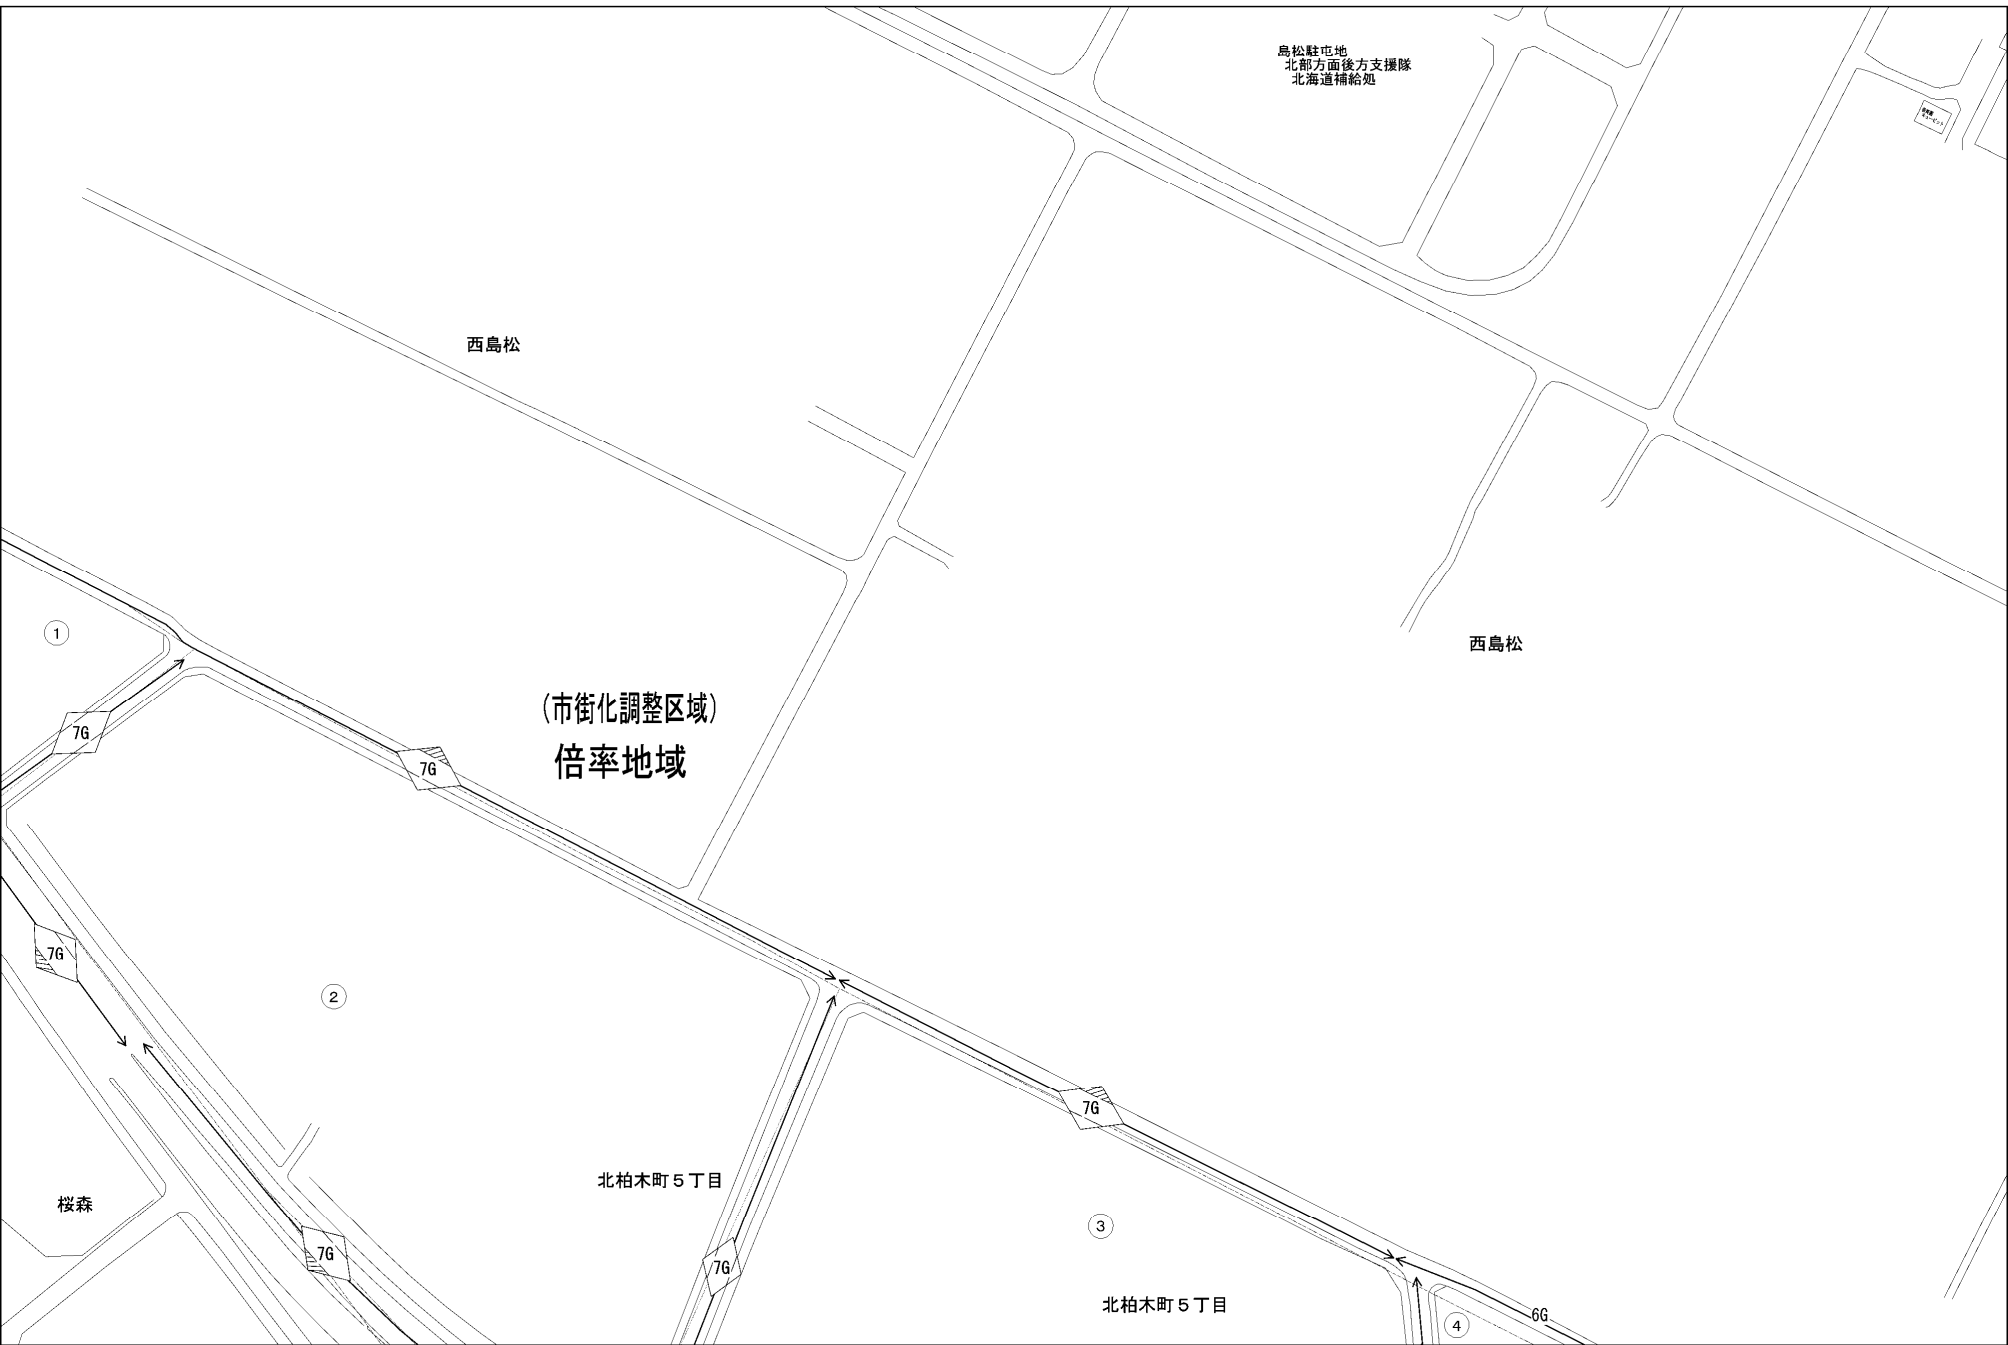 島松駐屯地
北部方面後方支援隊
北海道補給処
西島松
①
西島松
7G
(市街化調整区域)
倍率地域
7G
7G
②
7G
北柏木町5丁目
桜森
③
7G
7G
北柏木町5丁目
6G
④